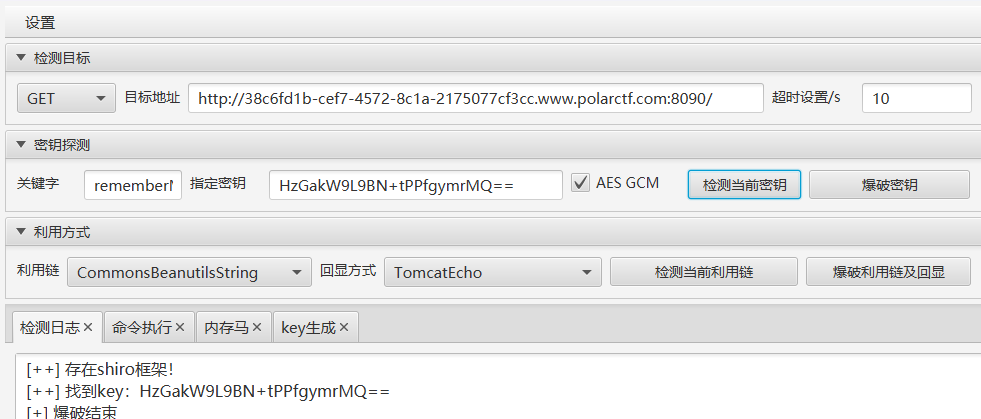 设置
检测目标
GET 目标地址 http://38c6fd1b-cef7-4572-8c1a-2175077cf3cc.www.polarctf.com:8090/ 超时设置/s 10
密钥探测
关键字 rememberM 指定密钥 HzGakW9L9BN+tPPfgymrMQ== AES GCM 检测当前密钥 爆破密钥
利用方式
利用链 CommonsBeanutilsString 回显方式 TomcatEcho 检测当前利用链 爆破利用链及回显
检测日志× 命令执行× 内存马× key生成×
[++] 存在shiro框架!
[++] 找到key：HzGakW9L9BN+tPPfgymrMQ==
[+] 爆破结束